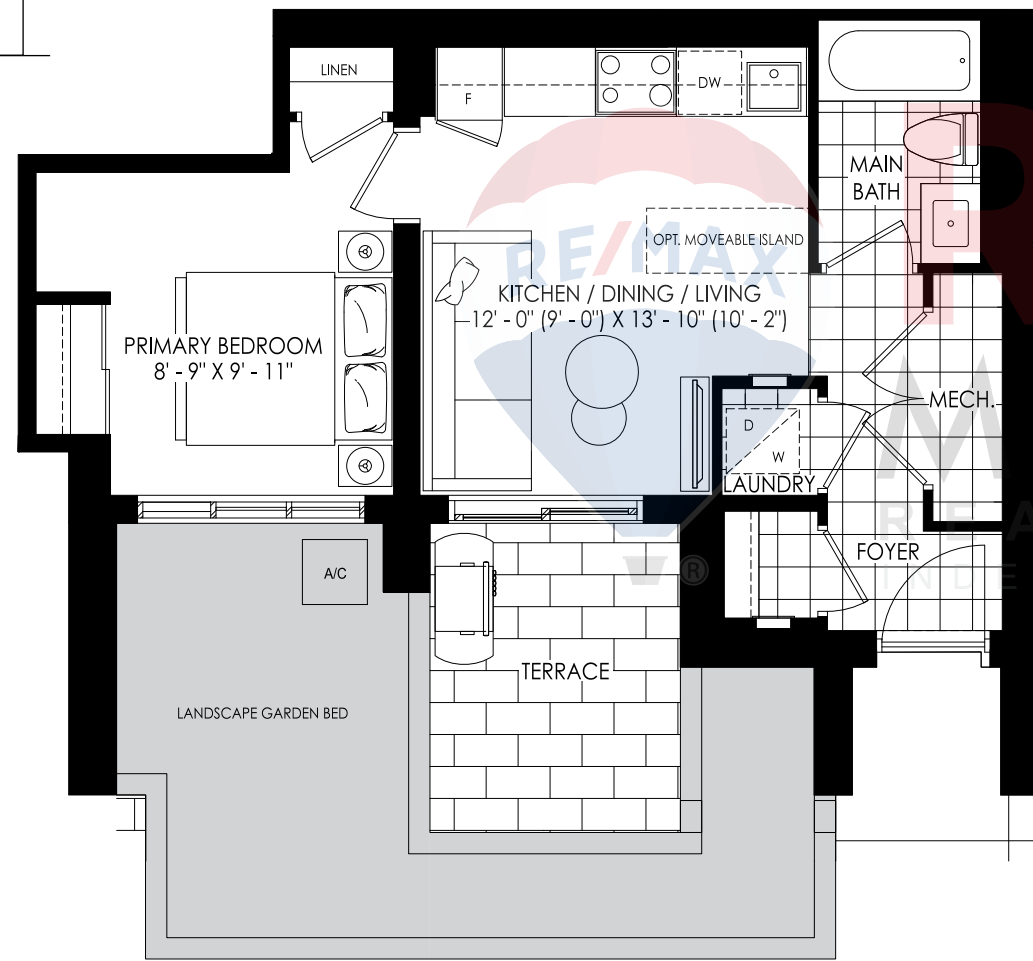 LINEN
F
DW
MAIN
BATH
OPT. MOVEABLE ISLAND
RE/MAX
KITCHEN / DINING / LIVING
12' - 0" (9' - 0") X 13' - 10" (10' - 2")
PRIMARY BEDROOM
8' - 9" X 9' - 11"
MECH.
D
W
LAUNDRY
FOYER
A/C
®
TERRACE
LANDSCAPE GARDEN BED